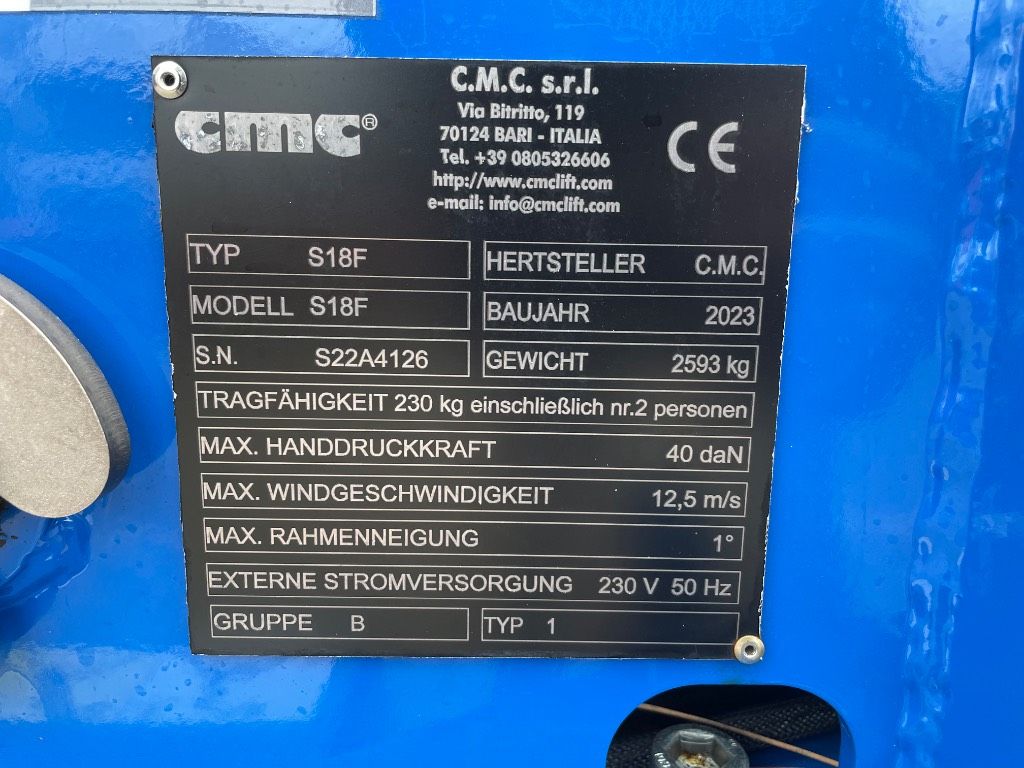 C.M.C. s.r.l.
Via Bitritto, 119
70124 BARI - ITALIA
Tel. +39 0805326606
http://www.cmclift.com
e-mail: info@cmclift.com
cmc®
CE
TYP S18F
HERTSTELLER C.M.C.
MODELL S18F
BAUJAHR 2023
S.N. S22A4126
GEWICHT 2593 kg
TRAGFÄHIGKEIT 230 kg einschließlich nr.2 personen
MAX. HANDDRUCKKRAFT 40 daN
MAX. WINDGESCHWINDIGKEIT 12,5 m/s
MAX. RAHMENNEIGUNG 1°
EXTERNE STROMVERSORGUNG 230 V 50 Hz
GRUPPE B
TYP 1